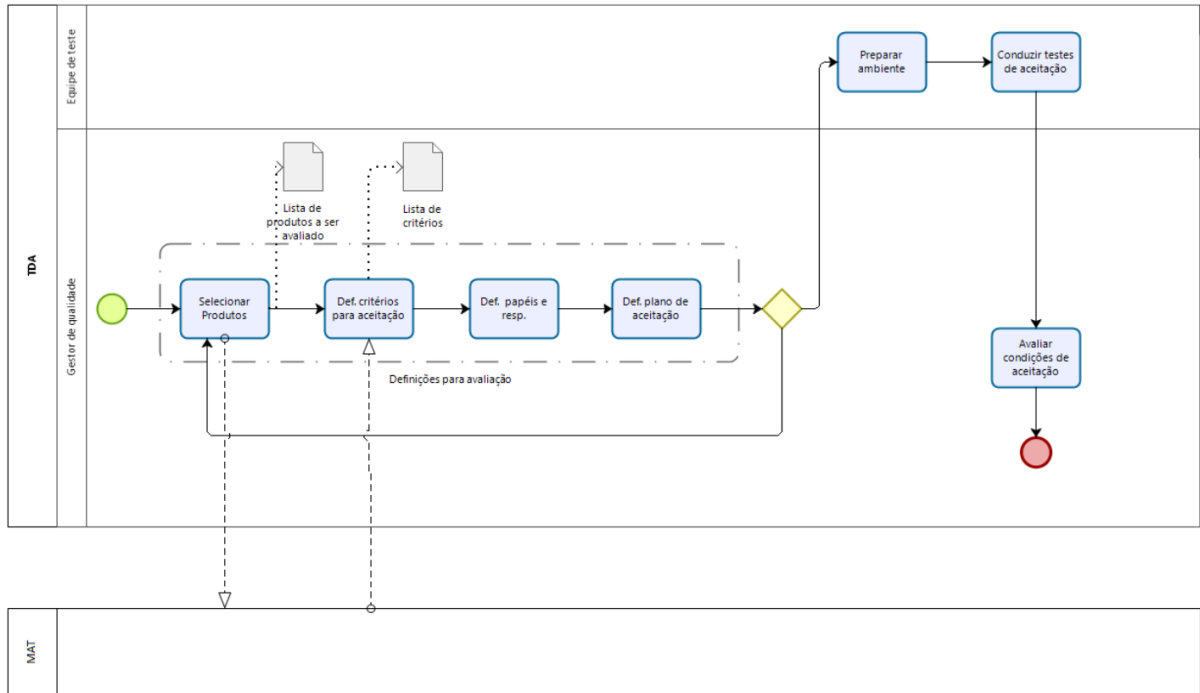 TDA
Equipe de teste
Preparar
ambiente
Conduzir testes
de aceitação
Gestor de qualidade
Lista de
produtos a ser
avaliado
Lista de
critérios
Selecionar
Produtos
Def. critérios
para aceitação
Def. papéis e
resp.
Def. plano de
aceitação
Definições para avaliação
Avaliar
condições de
aceitação
MAT